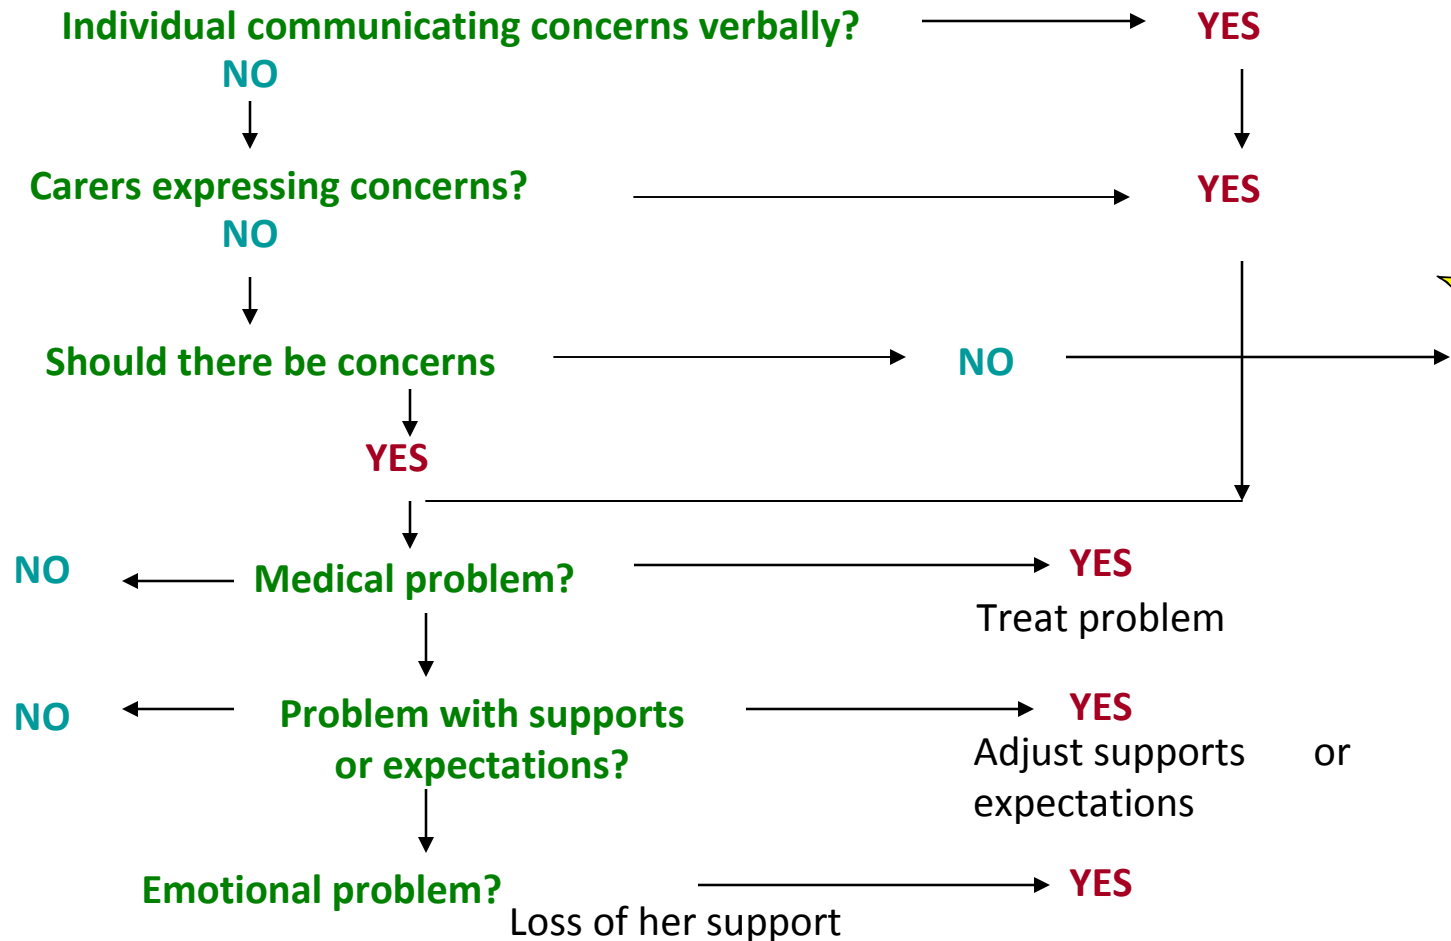 Individual communicating concerns verbally? YES
NO
Carers expressing concerns? YES
NO
Should there be concerns NO
YES
NO Medical problem? YES
Treat problem
NO Problem with supports YES
or expectations?
Adjust supports or
expectations
Emotional problem? YES
Loss of her support